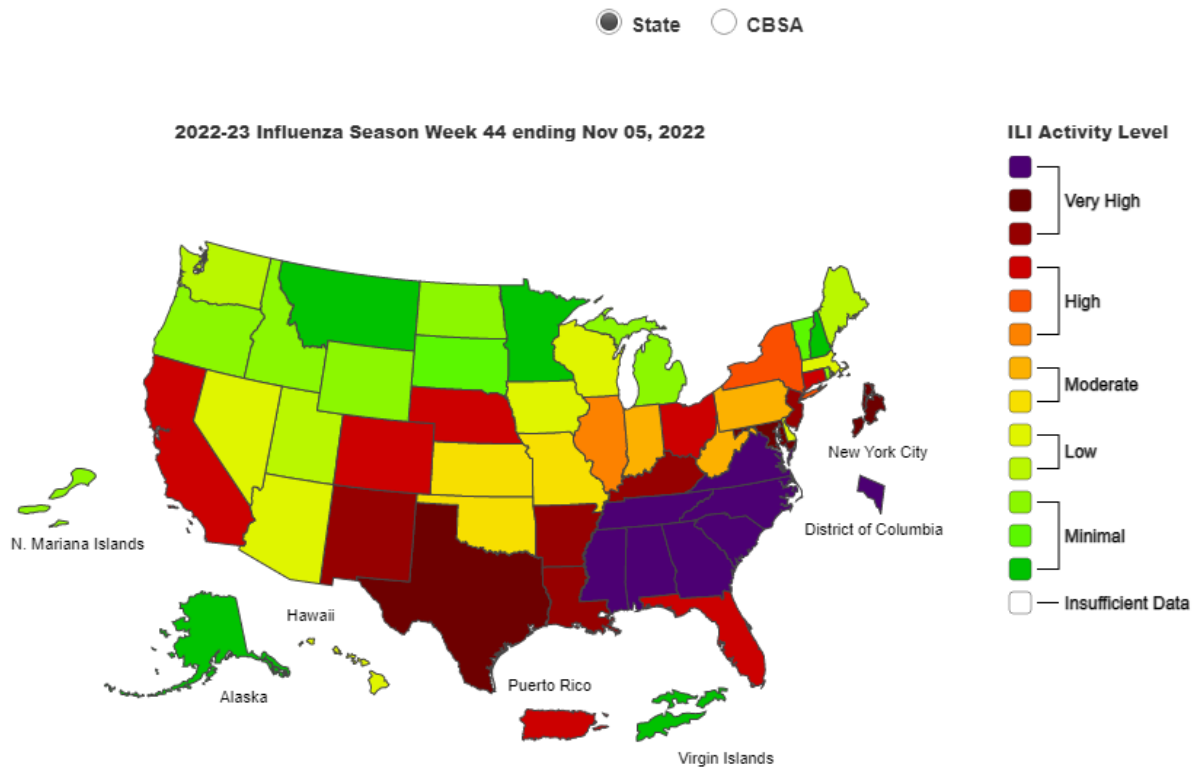 State CBSA
2022-23 Influenza Season Week 44 ending Nov 05, 2022
ILI Activity Level
Very High
High
Moderate
Low
Minimal
Insufficient Data
New York City
District of Columbia
N. Mariana Islands
Hawaii
Alaska
Puerto Rico
Virgin Islands